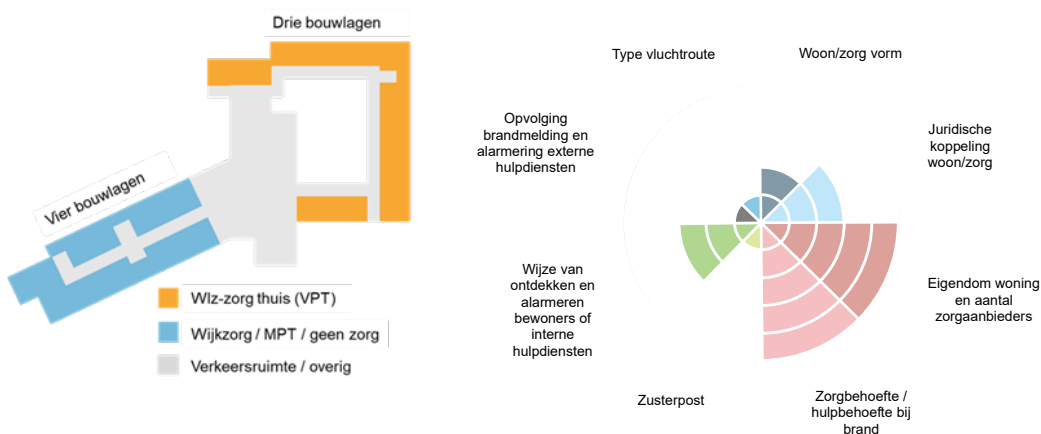 Drie bouwlagen
Vier bouwlagen
Wlz-zorg thuis (VPT)
Wijkzorg / MPT / geen zorg
Verkeersruimte / overig
Type vluchtroute
Woon/zorg vorm
Opvolging
brandmelding en
alarmering externe
hulpdiensten
Juridische
koppeling
woon/zorg
Wijze van
ontdekken en
alarmeren
bewoners of
interne
hulpdiensten
Eigendom woning
en aantal
zorgaanbieders
Zusterpost
Zorgbehoefte /
hulpbehoefte bij
brand